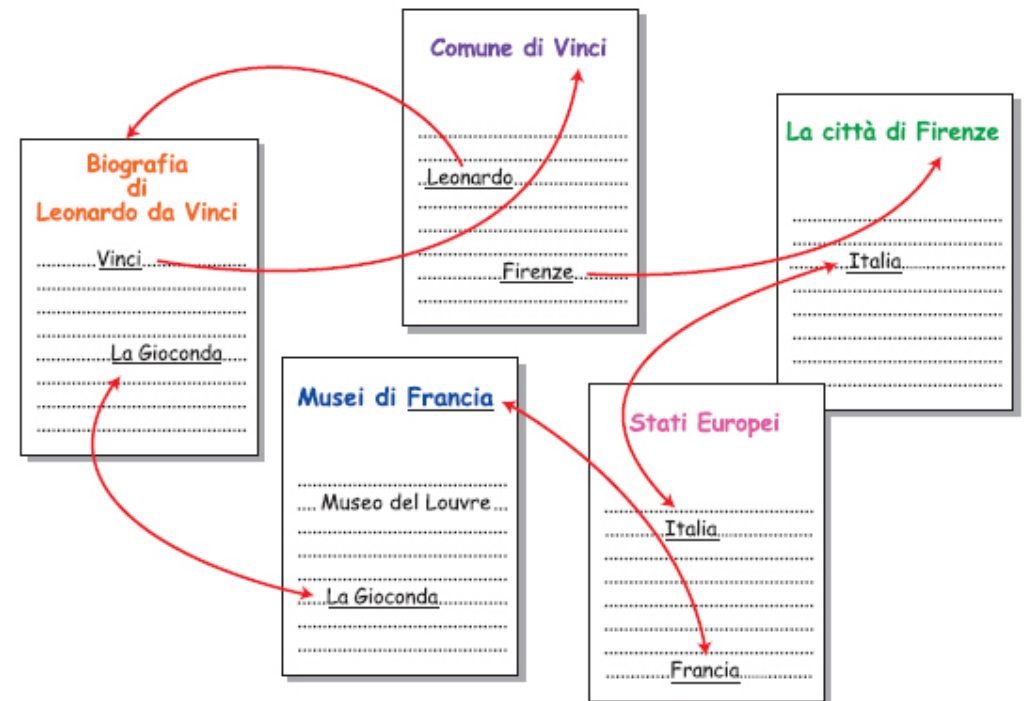 Comune di Vinci
Leonardo
Firenze
La città di Firenze
Italia
Biografia
di
Leonardo da Vinci
Vinci
La Gioconda
Musei di Francia
Museo del Louvre
La Gioconda
Stati Europei
Italia
Francia